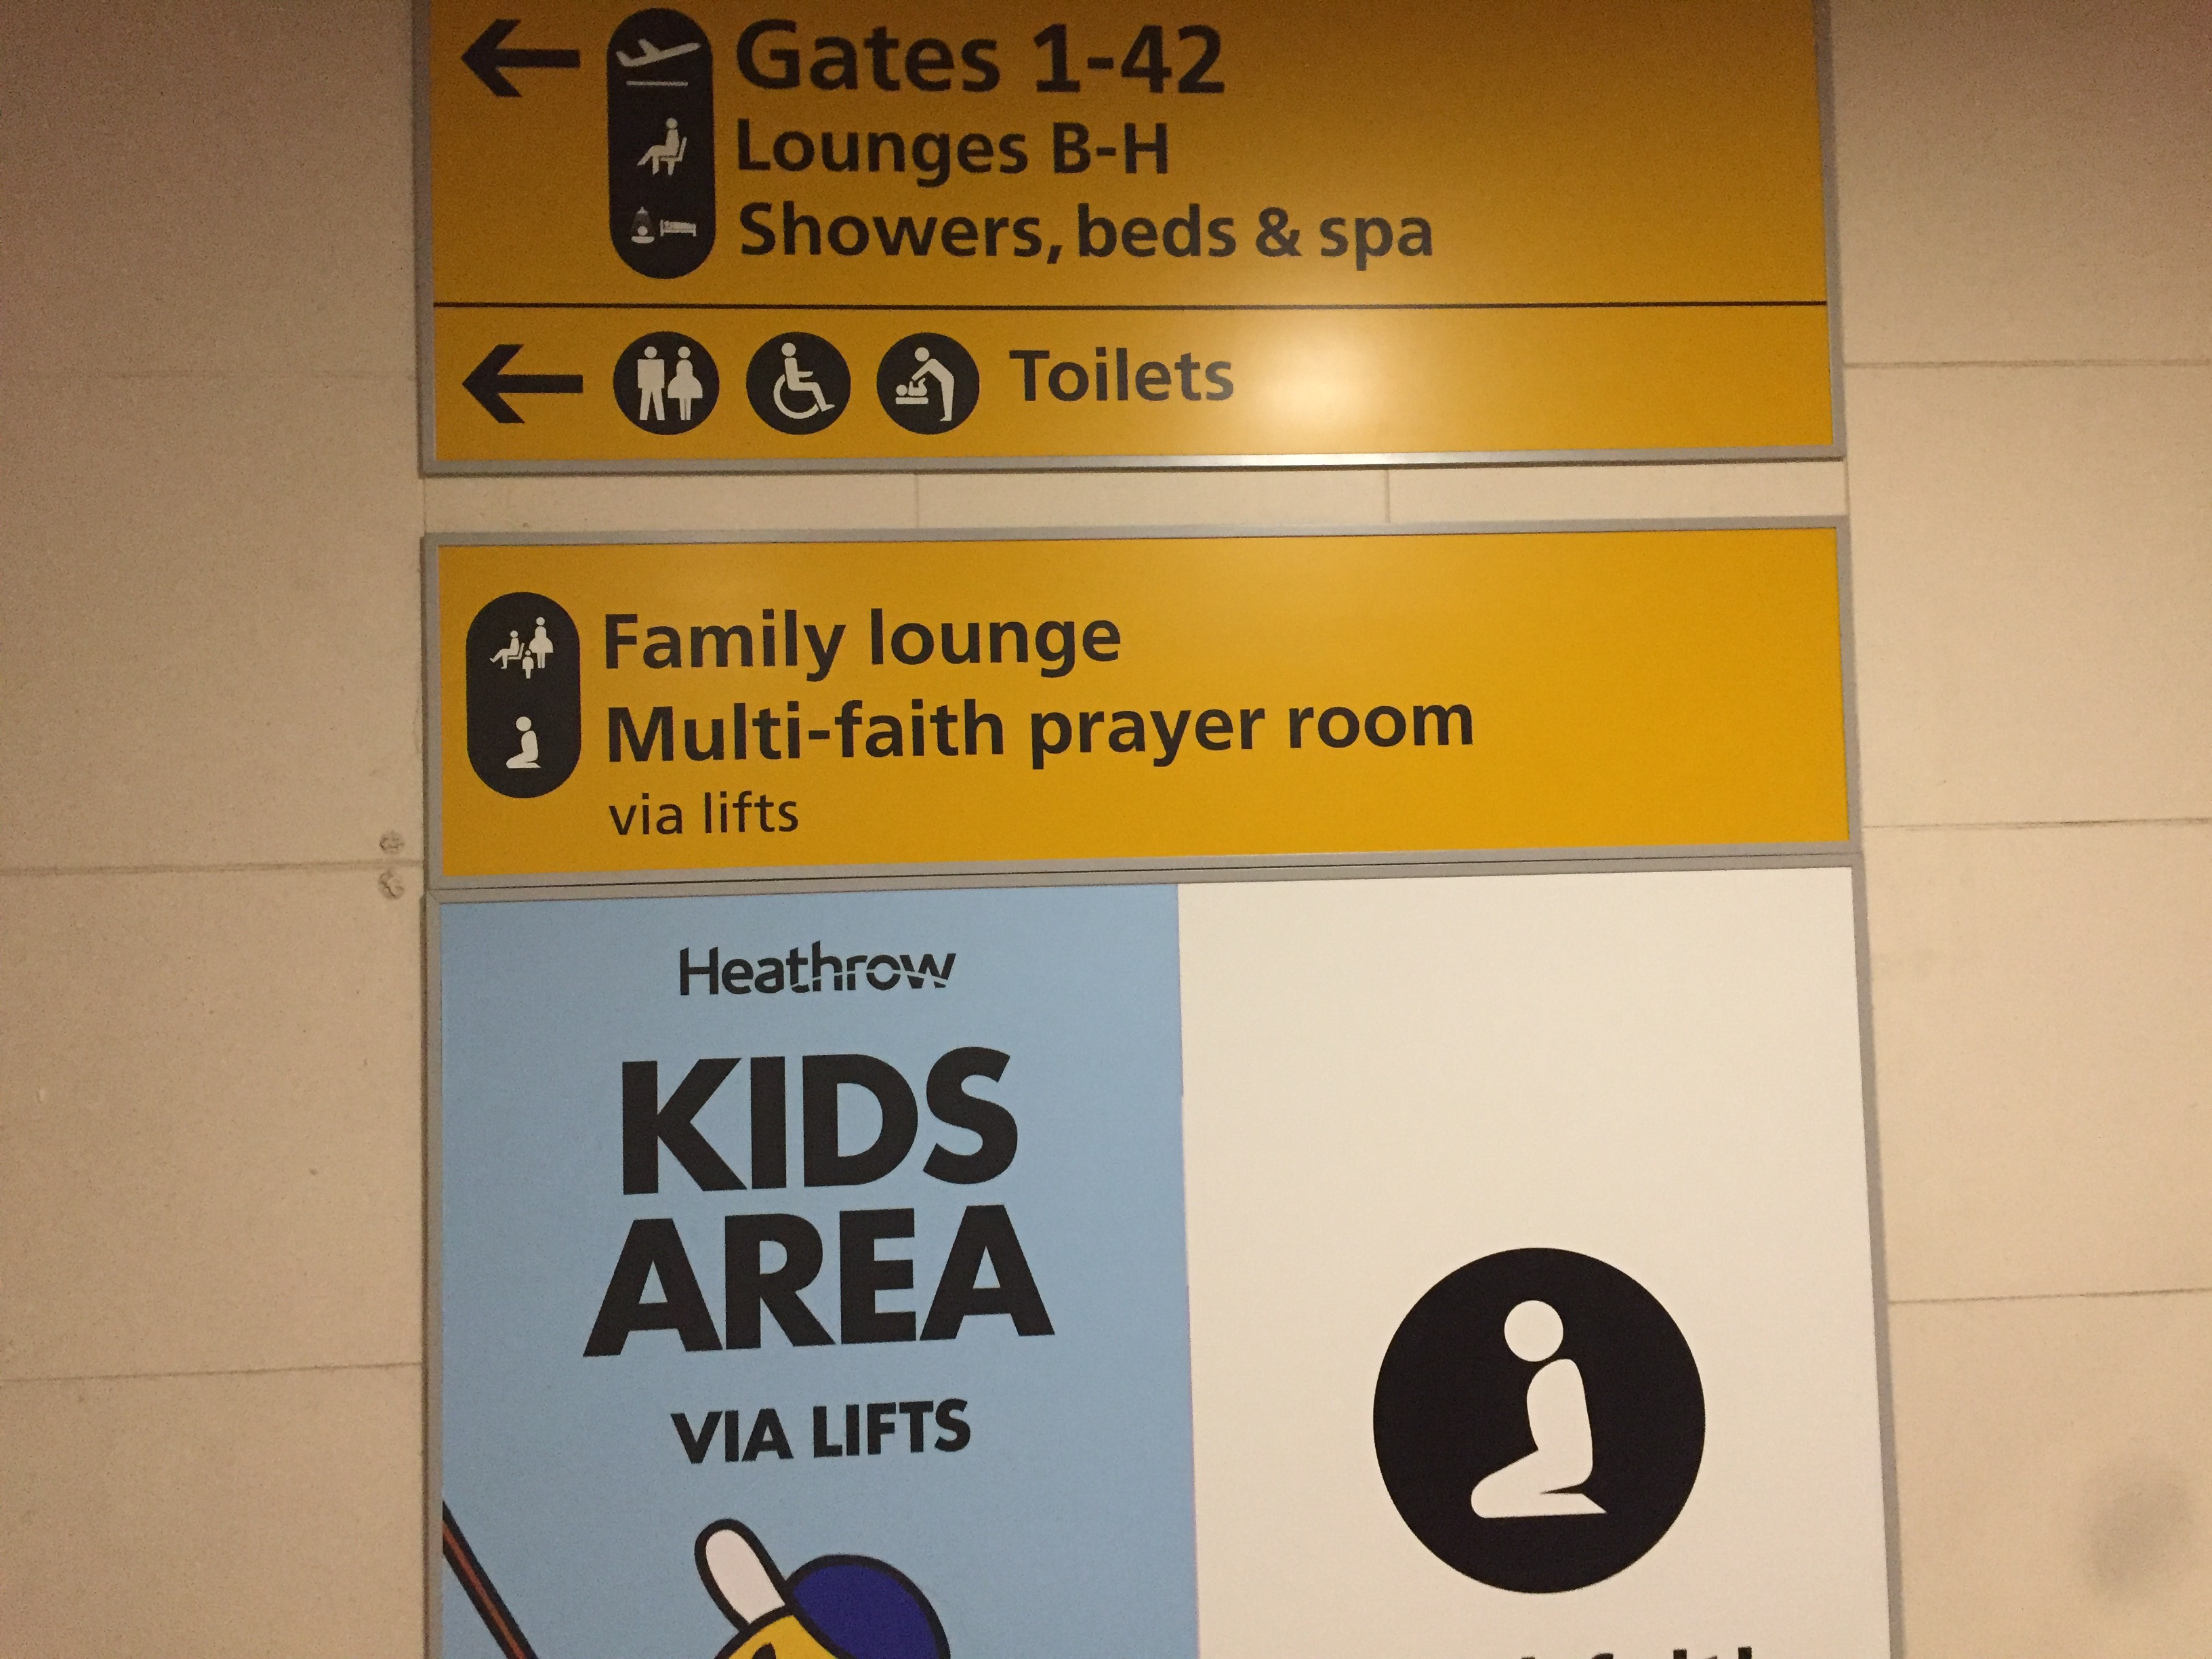 Gates 1-42
Lounges B-H
Showers, beds & spa
Toilets
Family lounge
Multi-faith prayer room
via lifts
Heathrow
KIDS
AREA
VIA LIFTS